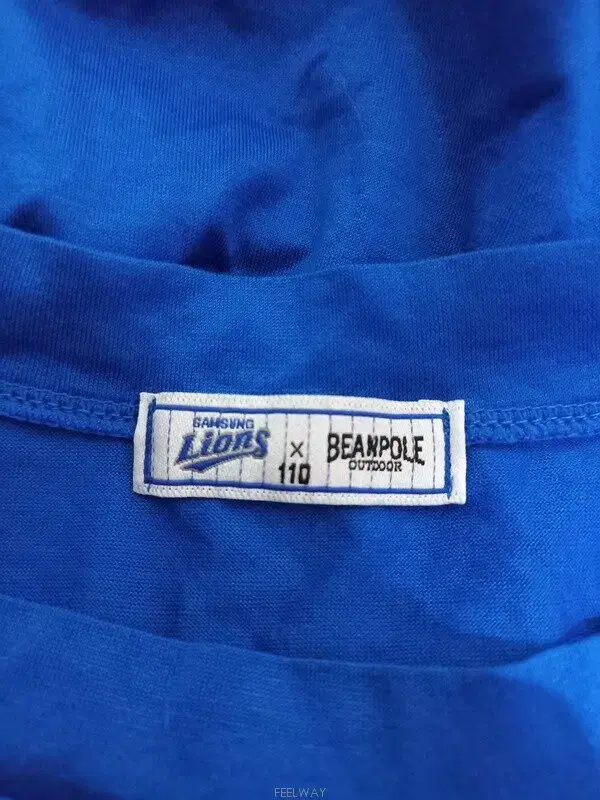 SAMSUNG
Lions
×
110
BEANPOLE
OUTDOOR
FEELWAY